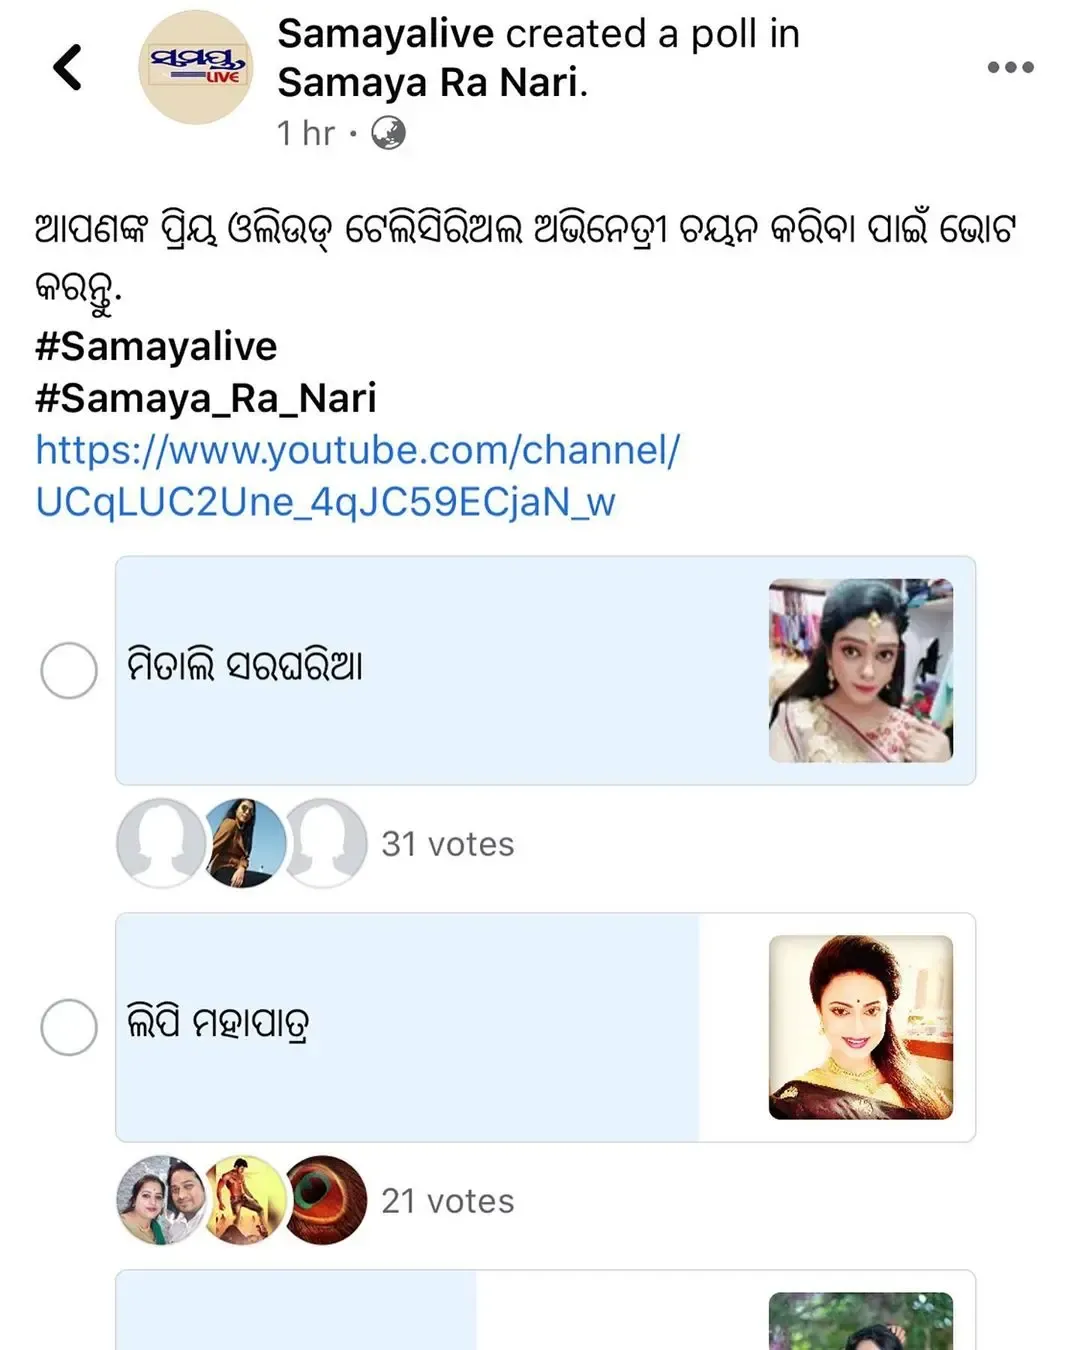 Samayalive created a poll in
Samaya Ra Nari.
ସମୟ
LIVE
1 hr ·
ଆପଣଙ୍କ ପ୍ରିୟ ଓଲିଉଡ୍ ଟେଲିସିରିଅଲ ଅଭିନେତ୍ରୀ ଚୟନ କରିବା ପାଇଁ ଭୋଟ
କରନ୍ତୁ.
#Samayalive
#Samaya_Ra_Nari
https://www.youtube.com/channel/
UCqLUC2Une_4qJC59ECjaN_w
ମିତାଲି ସରଘରିଆ
31 votes
ଲିପି ମହାପାତ୍ର
21 votes